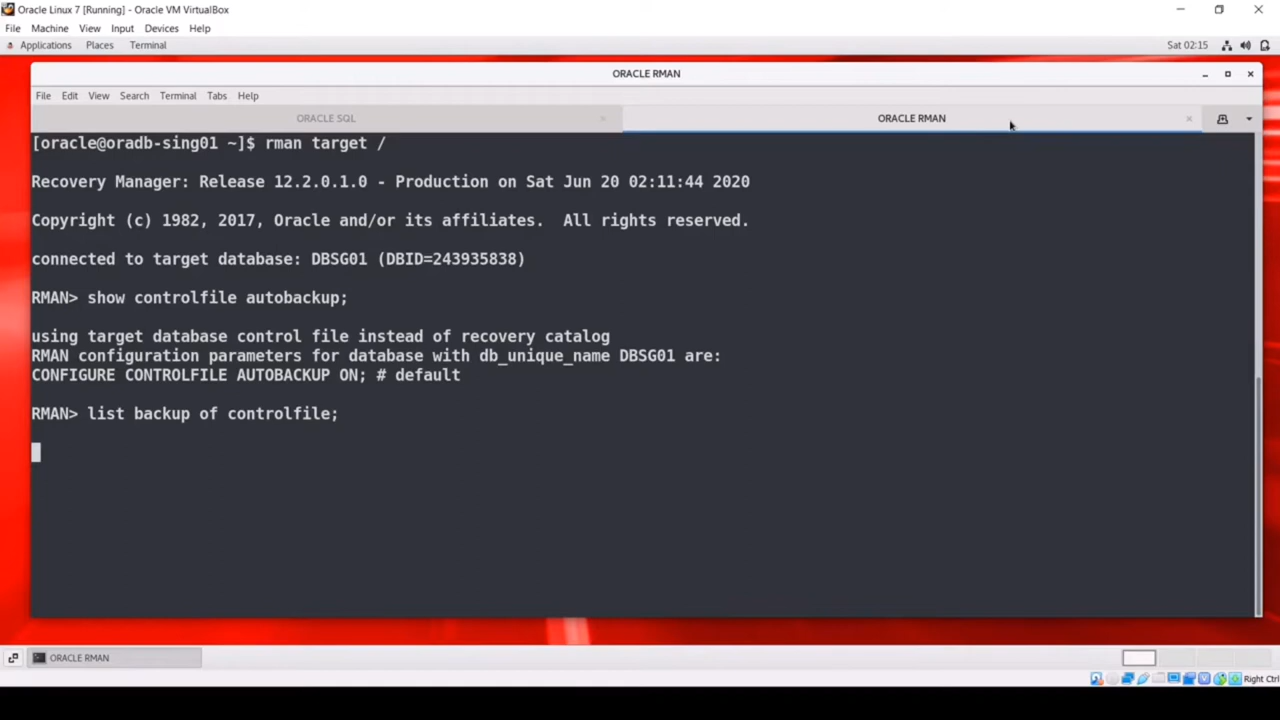 Oracle Linux 7 [Running] - Oracle VM VirtualBox
File Machine View Input Devices Help
Applications Places Terminal Sat 02:15
ORACLE RMAN
File Edit View Search Terminal Tabs Help
ORACLE SQL ORACLE RMAN
[oracle@oradb-sing01 ~]$ rman target /
Recovery Manager: Release 12.2.0.1.0 - Production on Sat Jun 20 02:11:44 2020
Copyright (c) 1982, 2017, Oracle and/or its affiliates.  All rights reserved.
connected to target database: DBSG01 (DBID=243935838)
RMAN> show controlfile autobackup;
using target database control file instead of recovery catalog
RMAN configuration parameters for database with db_unique_name DBSG01 are:
CONFIGURE CONTROLFILE AUTOBACKUP ON; # default
RMAN> list backup of controlfile;
ORACLE RMAN
Right Ctrl